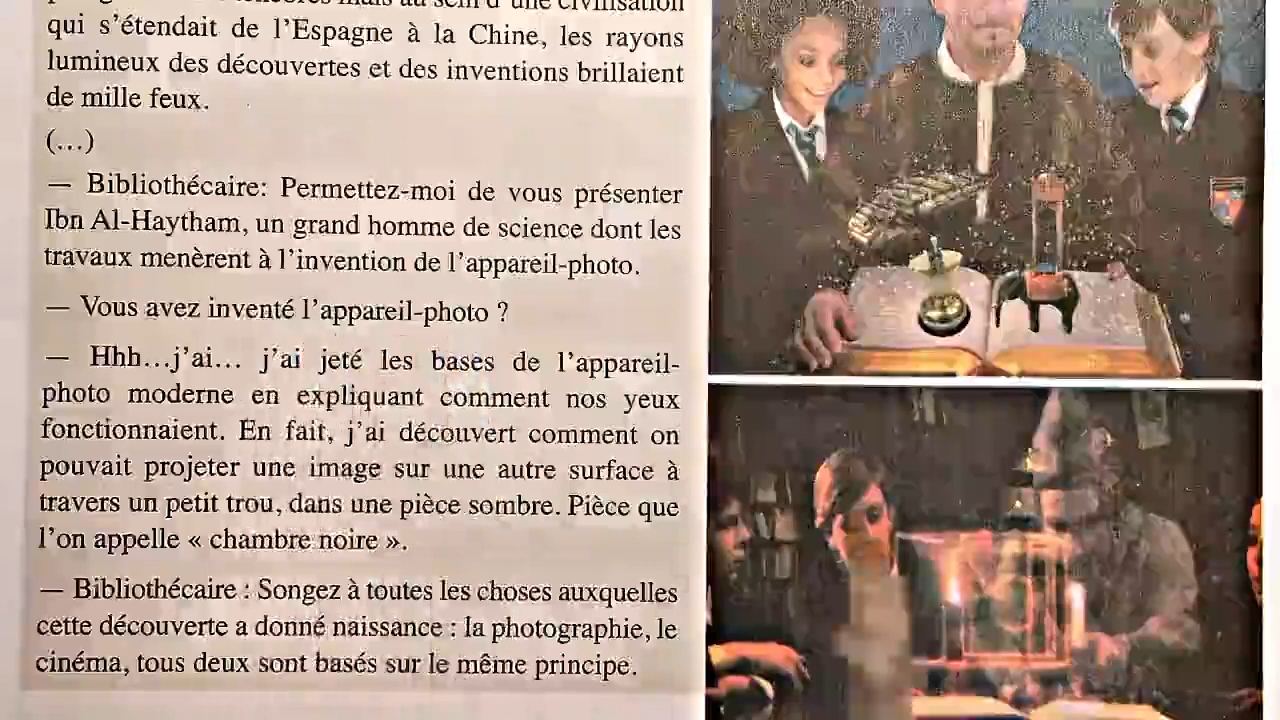 qui s'étendait de l'Espagne à la Chine, les rayons
lumineux des découvertes et des inventions brillaient
de mille feux.
(…)
— Bibliothécaire: Permettez-moi de vous présenter
Ibn Al-Haytham, un grand homme de science dont les
travaux menèrent à l'invention de l'appareil-photo.
— Vous avez inventé l'appareil-photo ?
— Hhh…j'ai… j'ai jeté les bases de l'appareil-
photo moderne en expliquant comment nos yeux
fonctionnaient. En fait, j'ai découvert comment on
pouvait projeter une image sur une autre surface à
travers un petit trou, dans une pièce sombre. Pièce que
l'on appelle « chambre noire ».
— Bibliothécaire : Songez à toutes les choses auxquelles
cette découverte a donné naissance : la photographie, le
cinéma, tous deux sont basés sur le même principe.